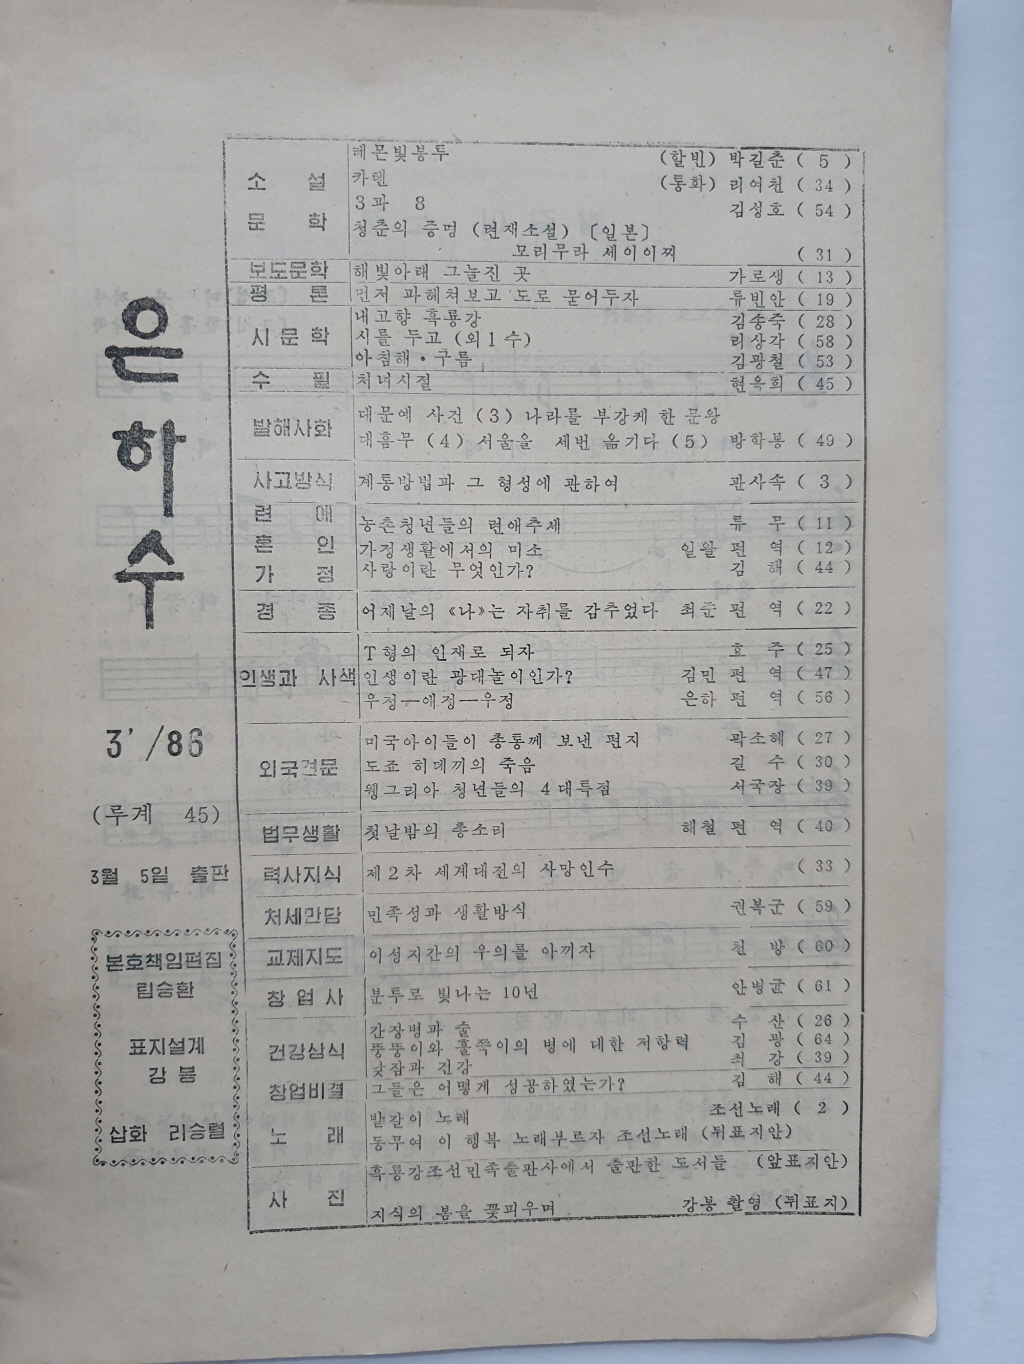 은하수
3'/86
(루계 45)
3월 5일 출판
본호책임편집
림승환
표지설계
강봉
삽화 리승렬
소설문학
레몬빛봉투 (할빈) 박길춘 ( 5 )
카텐 (통화) 리여천 ( 34 )
3과 8 김성호 ( 54 )
청춘의 증명 (련재소설) [일본]
모리무라 세이이찌 ( 31 )
보도문학 해빛아래 그늘진 곳 가로생 ( 13 )
평론 먼저 파헤쳐보고 도로 묻어두자 류빈안 ( 19 )
시문학
내고향 흑룡강 김송죽 ( 28 )
시를 두고 (외1수) 리상각 ( 58 )
아침해·구름 김광철 ( 53 )
수필 처녀시절 현옥희 ( 45 )
발해사화
대문예 사건 (3) 나라를 부강케 한 문왕
대흠무 (4) 서울을 세번 옮기다 (5) 방학봉 ( 49 )
사고방식 계통방법과 그 형성에 관하여 판사속 ( 3 )
련애 혼인 가정
농촌청년들의 련애추세 류무 ( 11 )
가정생활에서의 미소 일왈 편역 ( 12 )
사랑이란 무엇인가? 김해 ( 44 )
경종 어제날의 《나》는 자취를 감추었다 최준 편역 ( 22 )
인생과 사색
T형의 인재로 되자 효주 ( 25 )
인생이란 광대놀이인가? 김민 편역 ( 47 )
우정—애정—우정 은하 편역 ( 56 )
외국견문
미국아이들이 총통께 보낸 편지 곽소혜 ( 27 )
도죠 히데끼의 죽음 길수 ( 30 )
웽그리아 청년들의 4대특점 서국장 ( 39 )
법무생활 첫날밤의 총소리 해철 편역 ( 40 )
력사지식 제2차 세계대전의 사망인수 ( 33 )
처세만담 민족성과 생활방식 권복군 ( 59 )
교제지도 이성지간의 우의를 아끼자 천방 ( 60 )
창업사 분투로 빛나는 10년 안병균 ( 61 )
건강상식
간장병과 술 수산 ( 26 )
뚱뚱이와 홀쭉이의 병에 대한 저항력 김광 ( 64 )
낮잠과 건강 최강 ( 39 )
창업비결 그들은 어떻게 성공하였는가? 김해 ( 44 )
노래
밭갈이 노래 조선노래 ( 2 )
동무여 이 행복 노래부르자 조선노래 (뒤표지안)
사진
흑룡강조선민족출판사에서 출판한 도서들 (앞표지안)
지식의 봄을 꽃피우며 강봉 촬영 (뒤표지)